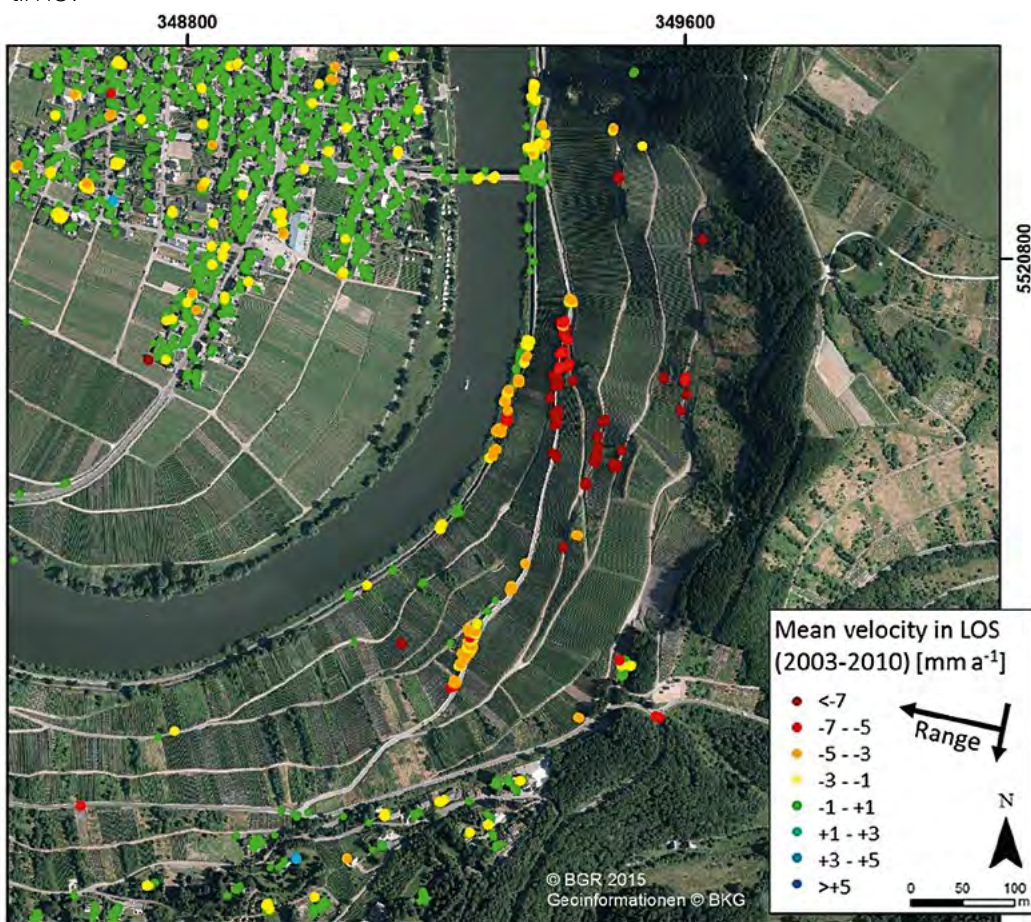 time.
348800
349600
5520800
Mean velocity in LOS
(2003-2010) [mm a⁻¹]
<-7
-7 - -5
-5 - -3
-3 - -1
-1 - +1
+1 - +3
+3 - +5
>+5
Range
N
0 50 100
m
© BGR 2015
Geoinformationen © BKG